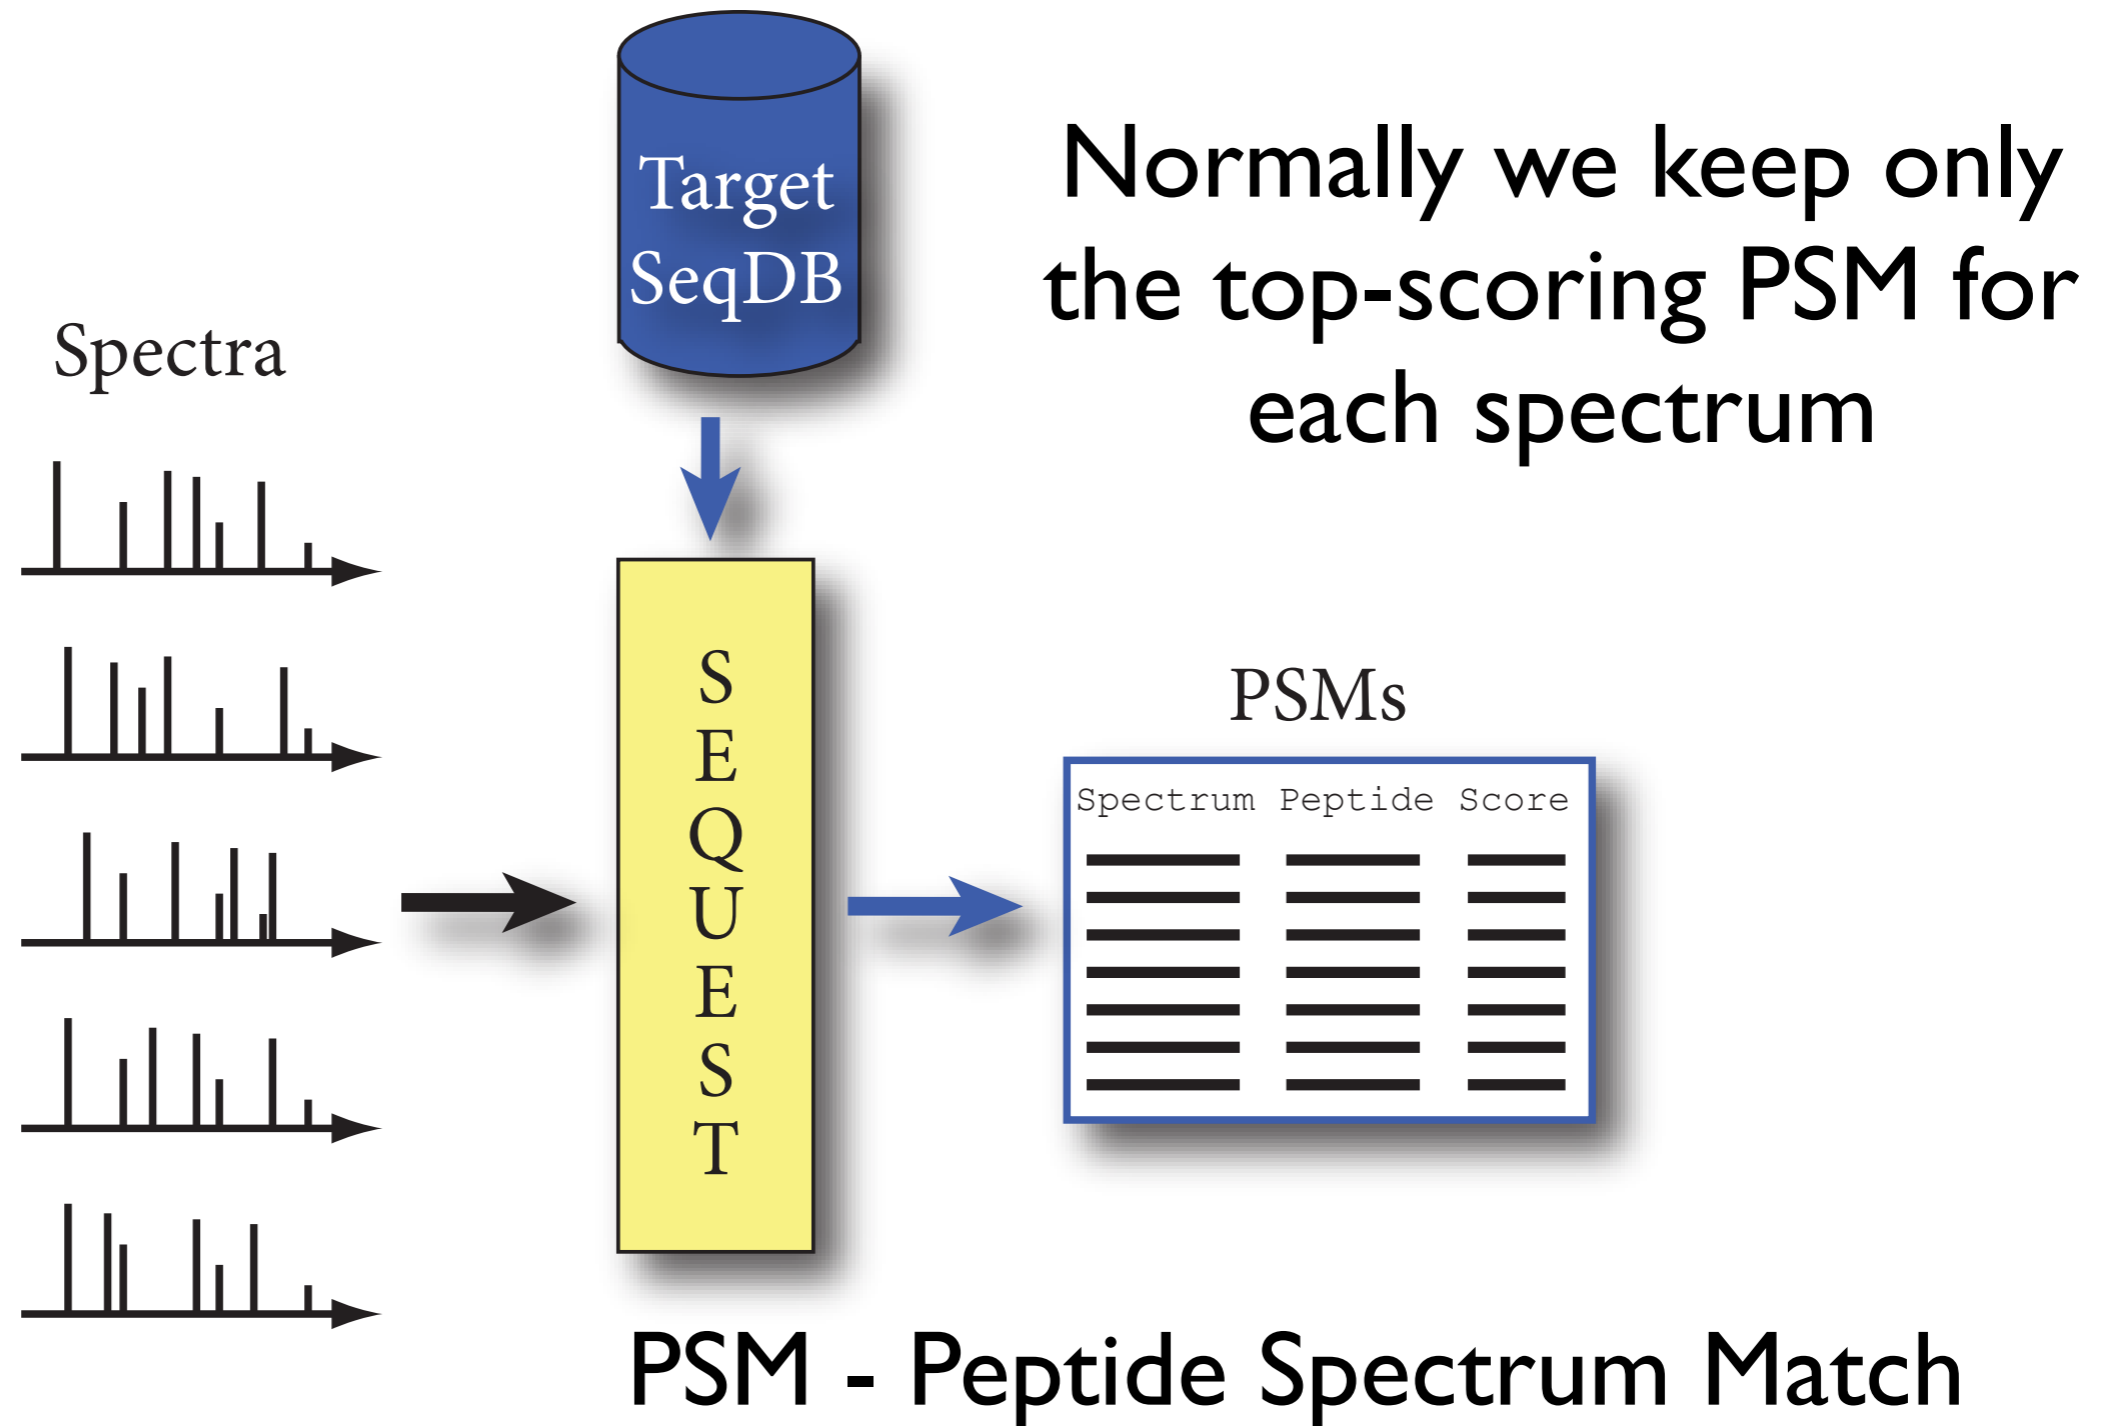 Target
SeqDB
Normally we keep only
the top-scoring PSM for
each spectrum
Spectra
SEQUEST
PSMs
Spectrum Peptide Score
PSM - Peptide Spectrum Match